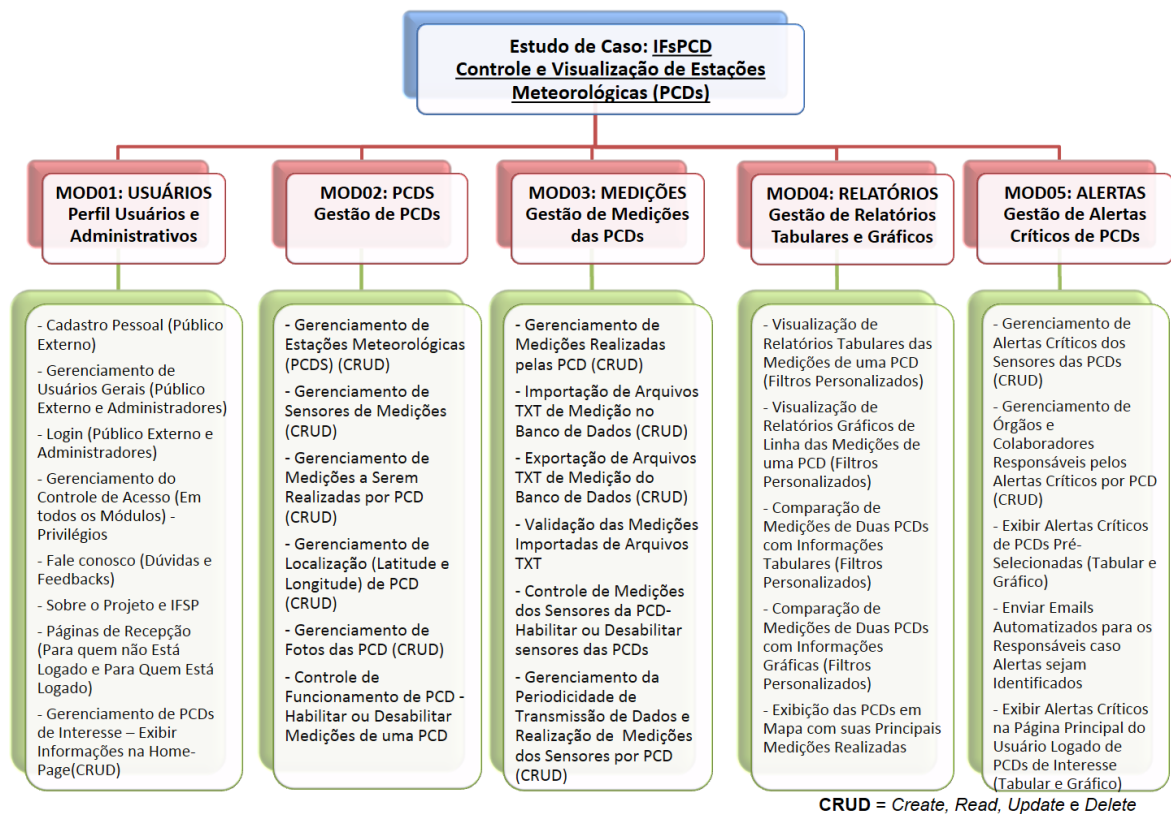 Estudo de Caso: IFsPCD
Controle e Visualização de Estações
Meteorológicas (PCDs)
MOD01: USUÁRIOS
Perfil Usuários e
Administrativos
- Cadastro Pessoal (Público
Externo)
- Gerenciamento de
Usuários Gerais (Público
Externo e Administradores)
- Login (Público Externo e
Administradores)
- Gerenciamento do
Controle de Acesso (Em
todos os Módulos) -
Privilégios
- Fale conosco (Dúvidas e
Feedbacks)
- Sobre o Projeto e IFSP
- Páginas de Recepção
(Para quem não Está
Logado e Para Quem Está
Logado)
- Gerenciamento de PCDs
de Interesse – Exibir
Informações na Home-
Page(CRUD)
MOD02: PCDS
Gestão de PCDs
- Gerenciamento de
Estações Meteorológicas
(PCDS) (CRUD)
- Gerenciamento de
Sensores de Medições
(CRUD)
- Gerenciamento de
Medições a Serem
Realizadas por PCD
(CRUD)
- Gerenciamento de
Localização (Latitude e
Longitude) de PCD
(CRUD)
- Gerenciamento de
Fotos das PCD (CRUD)
- Controle de
Funcionamento de PCD -
Habilitar ou Desabilitar
Medições de uma PCD
MOD03: MEDIÇÕES
Gestão de Medições
das PCDs
- Gerenciamento de
Medições Realizadas
pelas PCD (CRUD)
- Importação de Arquivos
TXT de Medição no
Banco de Dados (CRUD)
- Exportação de Arquivos
TXT de Medição do
Banco de Dados (CRUD)
- Validação das Medições
Importadas de Arquivos
TXT
- Controle de Medições
dos Sensores da PCD-
Habilitar ou Desabilitar
sensores das PCDs
- Gerenciamento da
Periodicidade de
Transmissão de Dados e
Realização de Medições
dos Sensores por PCD
(CRUD)
MOD04: RELATÓRIOS
Gestão de Relatórios
Tabulares e Gráficos
- Visualização de
Relatórios Tabulares das
Medições de uma PCD
(Filtros Personalizados)
- Visualização de
Relatórios Gráficos de
Linha das Medições de
uma PCD (Filtros
Personalizados)
- Comparação de
Medições de Duas PCDs
com Informações
Tabulares (Filtros
Personalizados)
- Comparação de
Medições de Duas PCDs
com Informações
Gráficas (Filtros
Personalizados)
- Exibição das PCDs em
Mapa com suas Principais
Medições Realizadas
MOD05: ALERTAS
Gestão de Alertas
Críticos de PCDs
- Gerenciamento de
Alertas Críticos dos
Sensores das PCDs
(CRUD)
- Gerenciamento de
Órgãos e
Colaboradores
Responsáveis pelos
Alertas Críticos por PCD
(CRUD)
- Exibir Alertas Críticos
de PCDs Pré-
Selecionadas (Tabular e
Gráfico)
- Enviar Emails
Automatizados para os
Responsáveis caso
Alertas sejam
Identificados
- Exibir Alertas Críticos
na Página Principal do
Usuário Logado de
PCDs de Interesse
(Tabular e Gráfico)
CRUD = Create, Read, Update e Delete